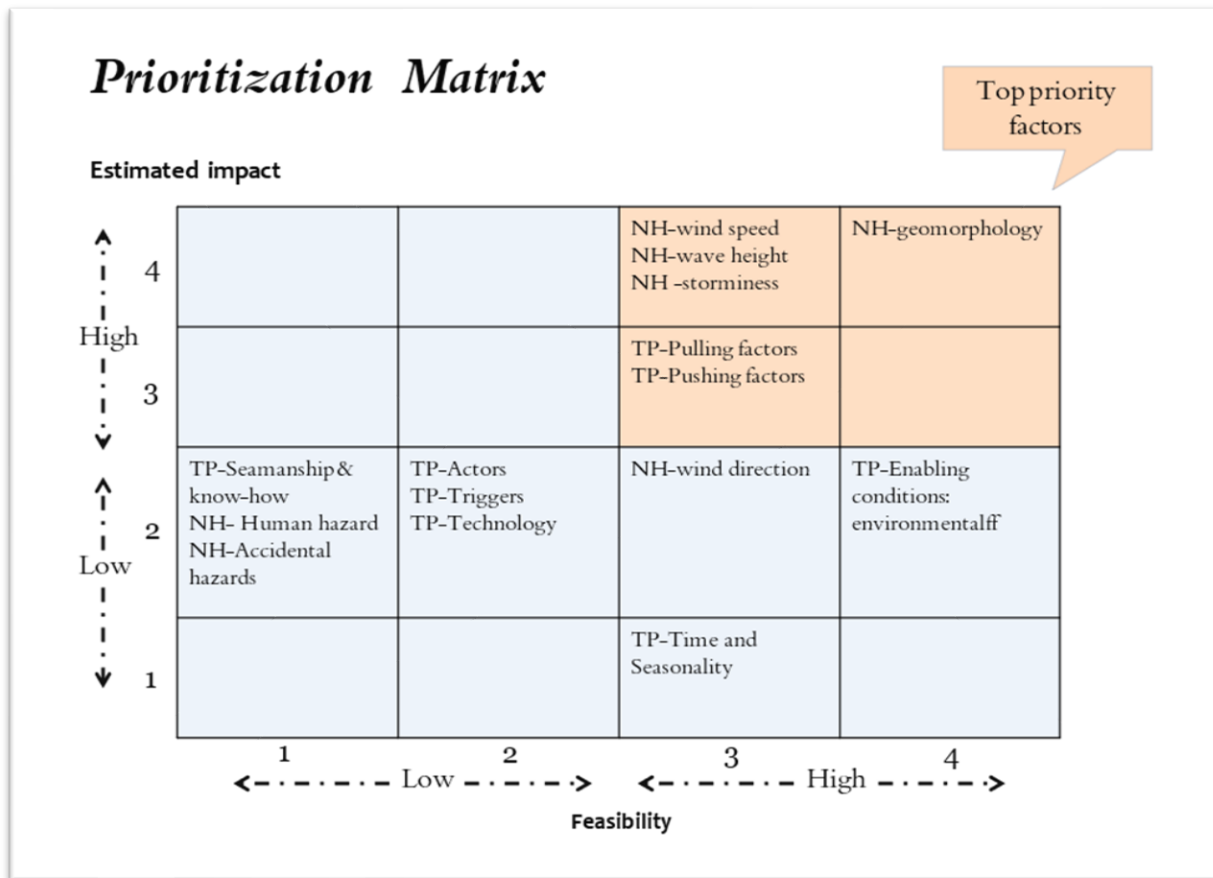 Prioritization Matrix
Top priority
factors
Estimated impact
4
NH-wind speed
NH-wave height
NH -storminess
NH-geomorphology
High
3
TP-Pulling factors
TP-Pushing factors
2
Low
TP-Seamanship&
know-how
NH- Human hazard
NH-Accidental
hazards
TP-Actors
TP-Triggers
TP-Technology
NH-wind direction
TP-Enabling
conditions:
environmentalff
1
TP-Time and
Seasonality
1
2
3
4
Low
High
Feasibility